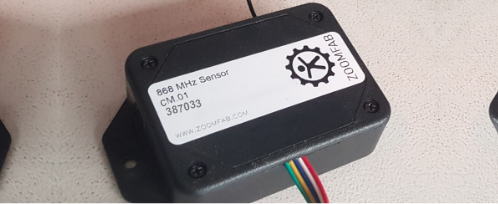 868 MHz Sensor
CM.01
387033
WWW.ZOOMFAB.COM
ZOOMFAB